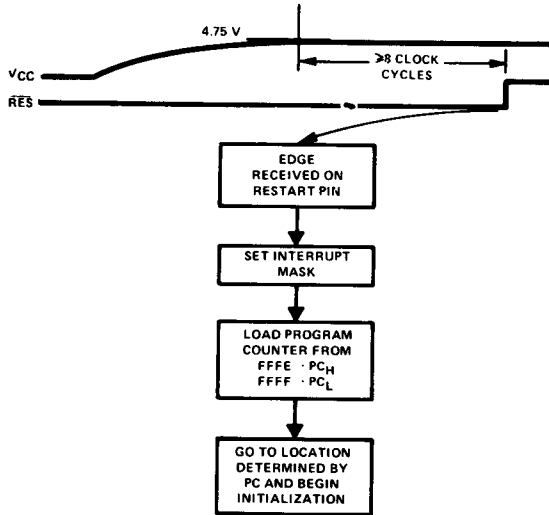 4.75 V
≥8 CLOCK
CYCLES
VCC
RES
EDGE
RECEIVED ON
RESTART PIN
SET INTERRUPT
MASK
LOAD PROGRAM
COUNTER FROM
FFFE · PCH
FFFF · PCL
GO TO LOCATION
DETERMINED BY
PC AND BEGIN
INITIALIZATION